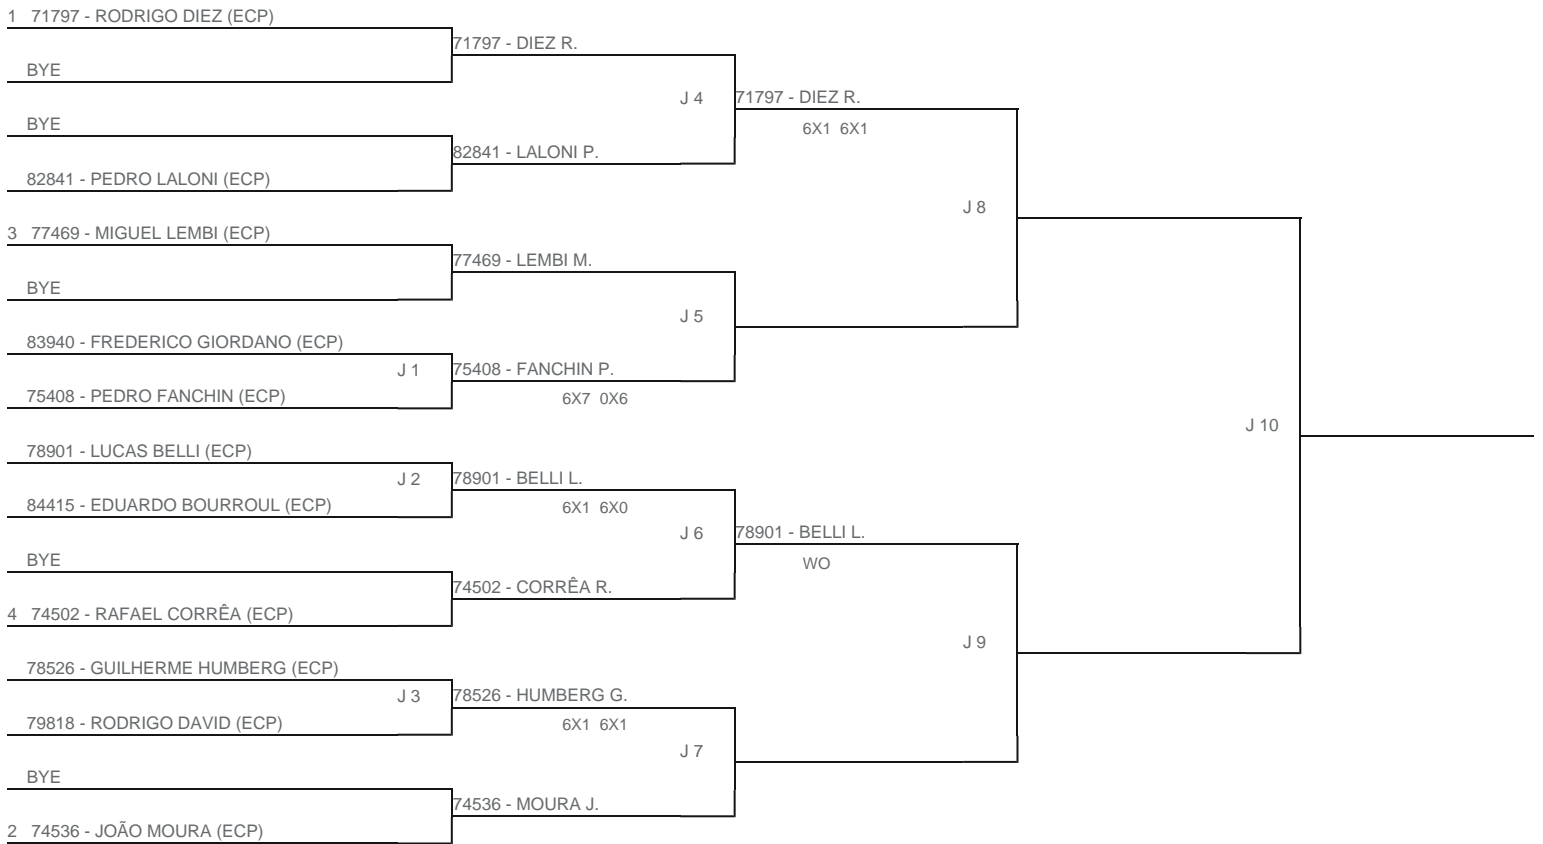 1 71797 - RODRIGO DIEZ (ECP)
71797 - DIEZ R.
BYE
J 4
71797 - DIEZ R.
6X1 6X1
BYE
82841 - LALONI P.
82841 - PEDRO LALONI (ECP)
J 8
3 77469 - MIGUEL LEMBI (ECP)
77469 - LEMBI M.
BYE
J 5
83940 - FREDERICO GIORDANO (ECP)
J 1
75408 - FANCHIN P.
75408 - PEDRO FANCHIN (ECP)
6X7 0X6
J 10
78901 - LUCAS BELLI (ECP)
J 2
78901 - BELLI L.
84415 - EDUARDO BOURROUL (ECP)
6X1 6X0
J 6
78901 - BELLI L.
WO
BYE
74502 - CORRÊA R.
4 74502 - RAFAEL CORRÊA (ECP)
J 9
78526 - GUILHERME HUMBERG (ECP)
J 3
78526 - HUMBERG G.
79818 - RODRIGO DAVID (ECP)
6X1 6X1
J 7
BYE
74536 - MOURA J.
2 74536 - JOÃO MOURA (ECP)